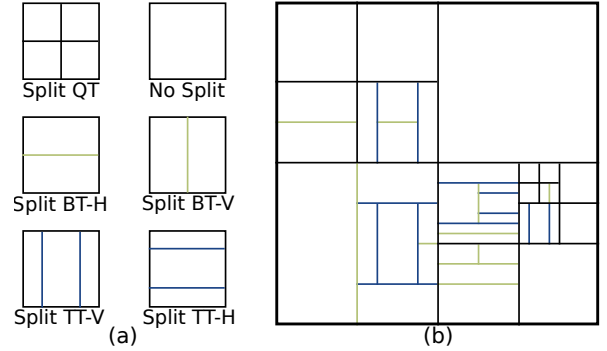 Split QT
No Split
Split BT-H
Split BT-V
Split TT-V
Split TT-H
(a)
(b)